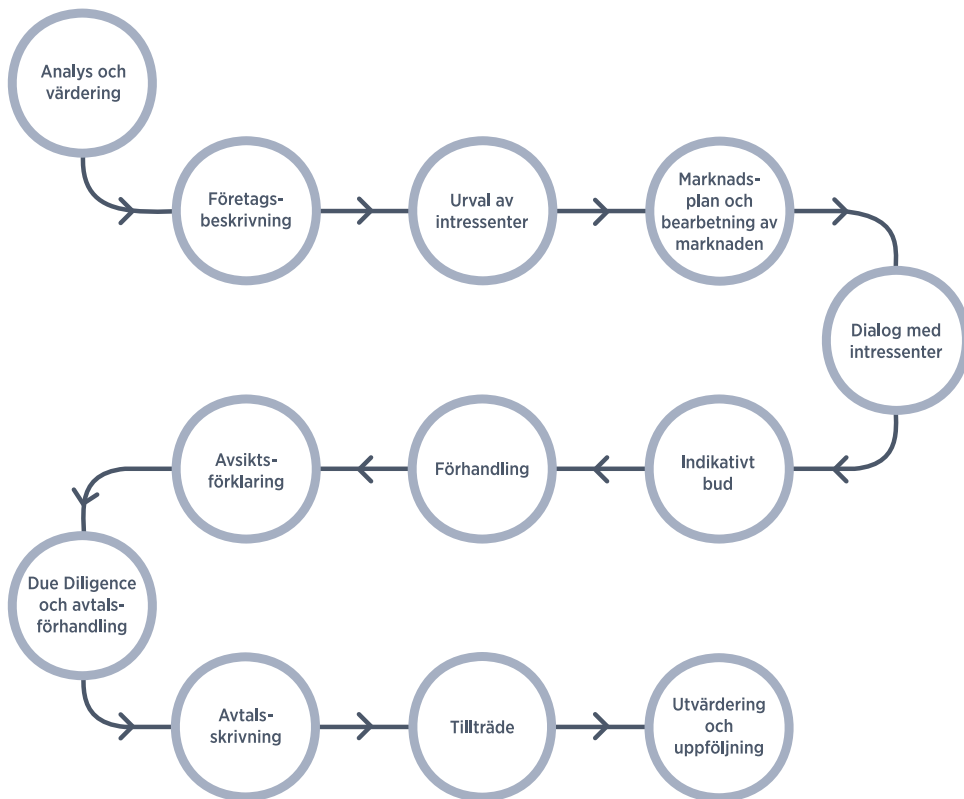 Analys och
värdering
Företags-
beskrivning
Urval av
intressenter
Marknads-
plan och
bearbetning av
marknaden
Dialog med
intressenter
Indikativt
bud
Förhandling
Avsikts-
förklaring
Due Diligence
och avtals-
förhandling
Avtals-
skrivning
Tillträde
Utvärdering
och
uppföljning